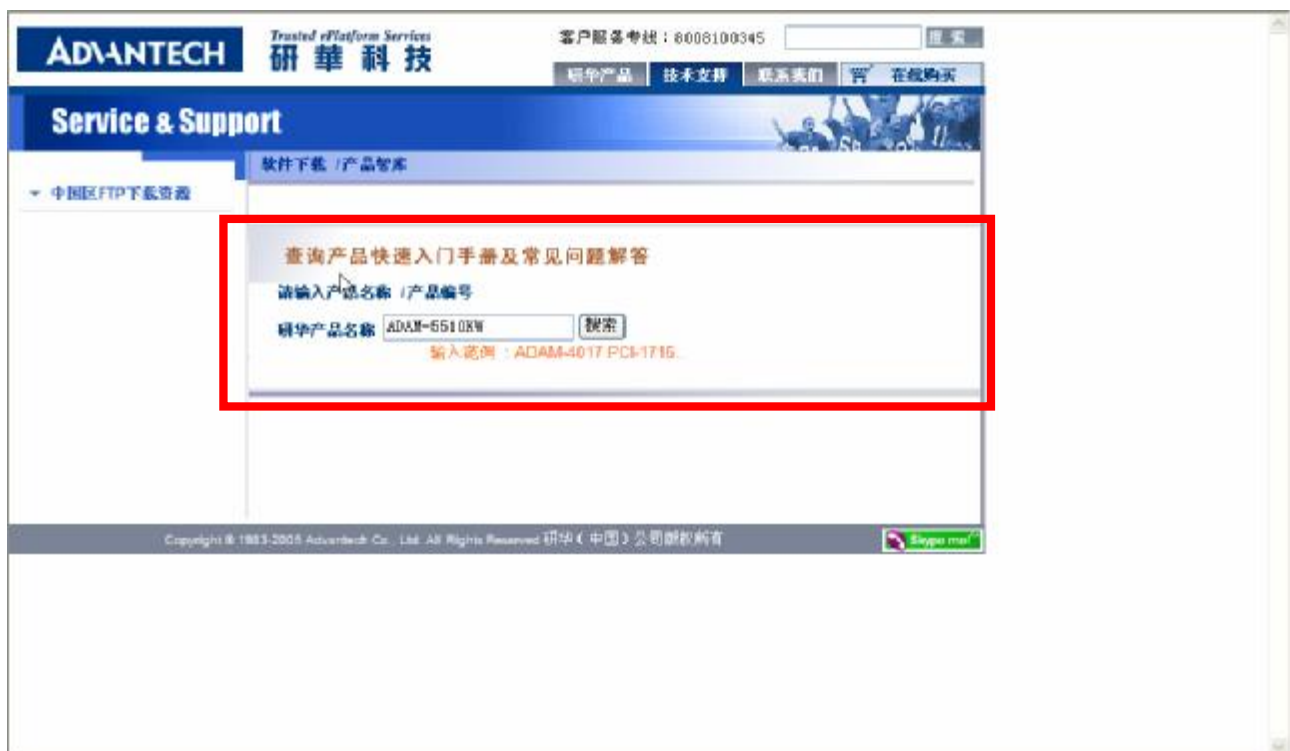 ADVANTECH
Trusted ePlatform Services
研華科技
客户服务专线：8008100345
搜 索
研华产品 技术支持 联系我们 在线购买
Service & Support
软件下载 /产品智库
中国区FTP下载资源
查询产品快速入门手册及常见问题解答
请输入产品名称 /产品编号
研华产品名称 ADAM-5510KW 搜索
输入范例：ADAM-4017 PCI-1716.
Copyright © 1983-2005 Advantech Co., Ltd. All Rights Reserved 研华(中国)公司版权所有
Skype me!